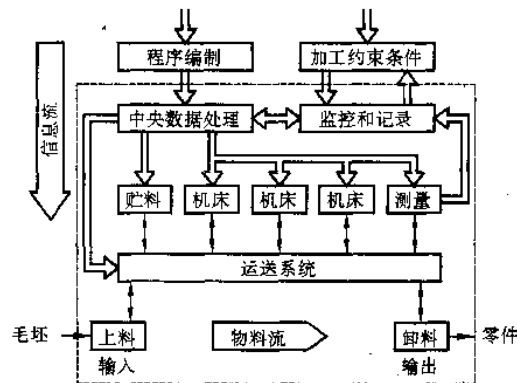 程序编制
加工约束条件
信息流
中央数据处理
监控和记录
贮料
机床
机床
机床
测量
运送系统
毛坯
上料
物料流
卸料
零件
输入
输出